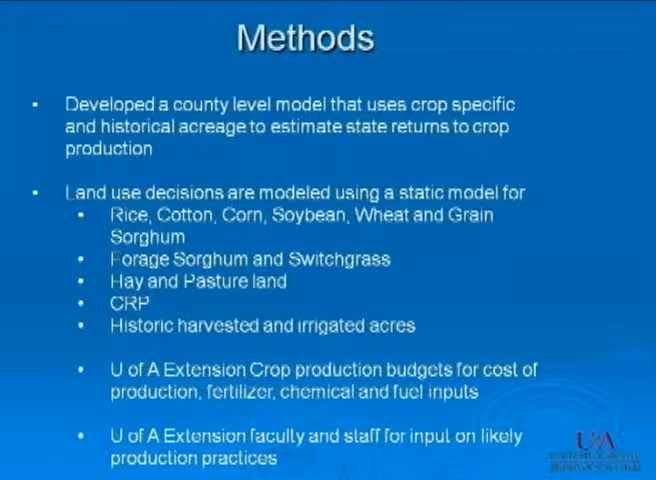 Methods
• Developed a county level model that uses crop specific
and historical acreage to estimate state returns to crop
production
• Land use decisions are modeled using a static model for
• Rice, Cotton, Corn, Soybean, Wheat and Grain
Sorghum
• Forage Sorghum and Switchgrass
• Hay and Pasture land
• CRP
• Historic harvested and irrigated acres
• U of A Extension Crop production budgets for cost of
production, fertilizer, chemical and fuel inputs
• U of A Extension faculty and staff for input on likely
production practices
UA